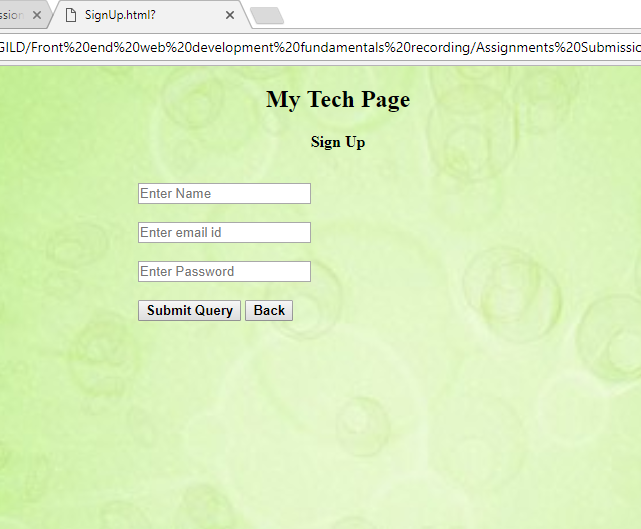 ssion
SignUp.html?
GILD/Front%20end%20web%20development%20fundamentals%20recording/Assignments%20Submissio
My Tech Page
Sign Up
Enter Name
Enter email id
Enter Password
Submit Query Back